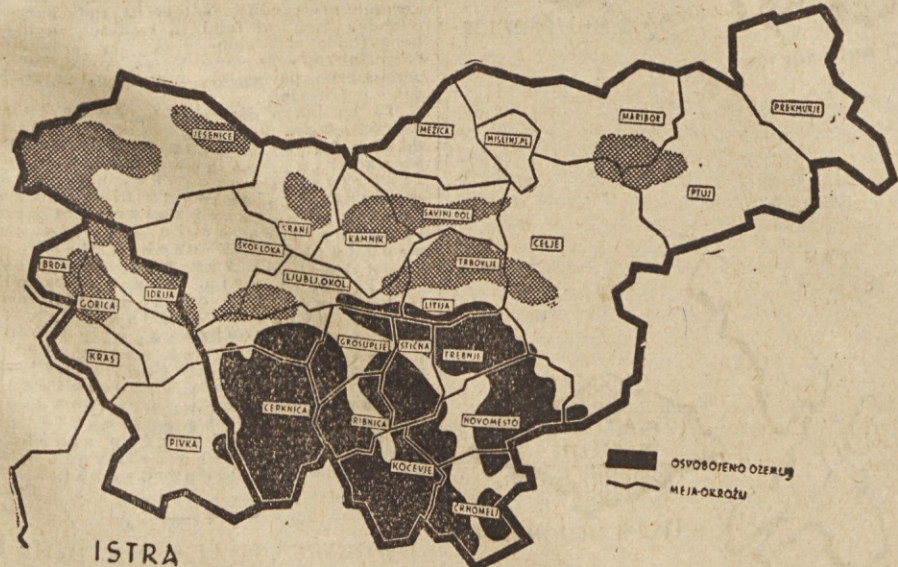 JESENICE
MEŽICA
MISLINJ.PL
MARIBOR
PREKMURJE
PTUJ
KRANJ
SAVINJ.DOL
KAMNIK
ŠKOF.LOKA
CELJE
TRBOVLJE
BRDA
LJUBLJ.OKOL
IDRIJA
GORICA
LITIJA
GROSUPLJE
STIČNA
TREBNJE
KRAS
CERKNICA
RIBNICA
NOVOMESTO
PIVKA
KOČEVJE
ČRNOMELJ
OSVOBOJENO OZEMLJE
MEJA-OKROŽIJ
ISTRA